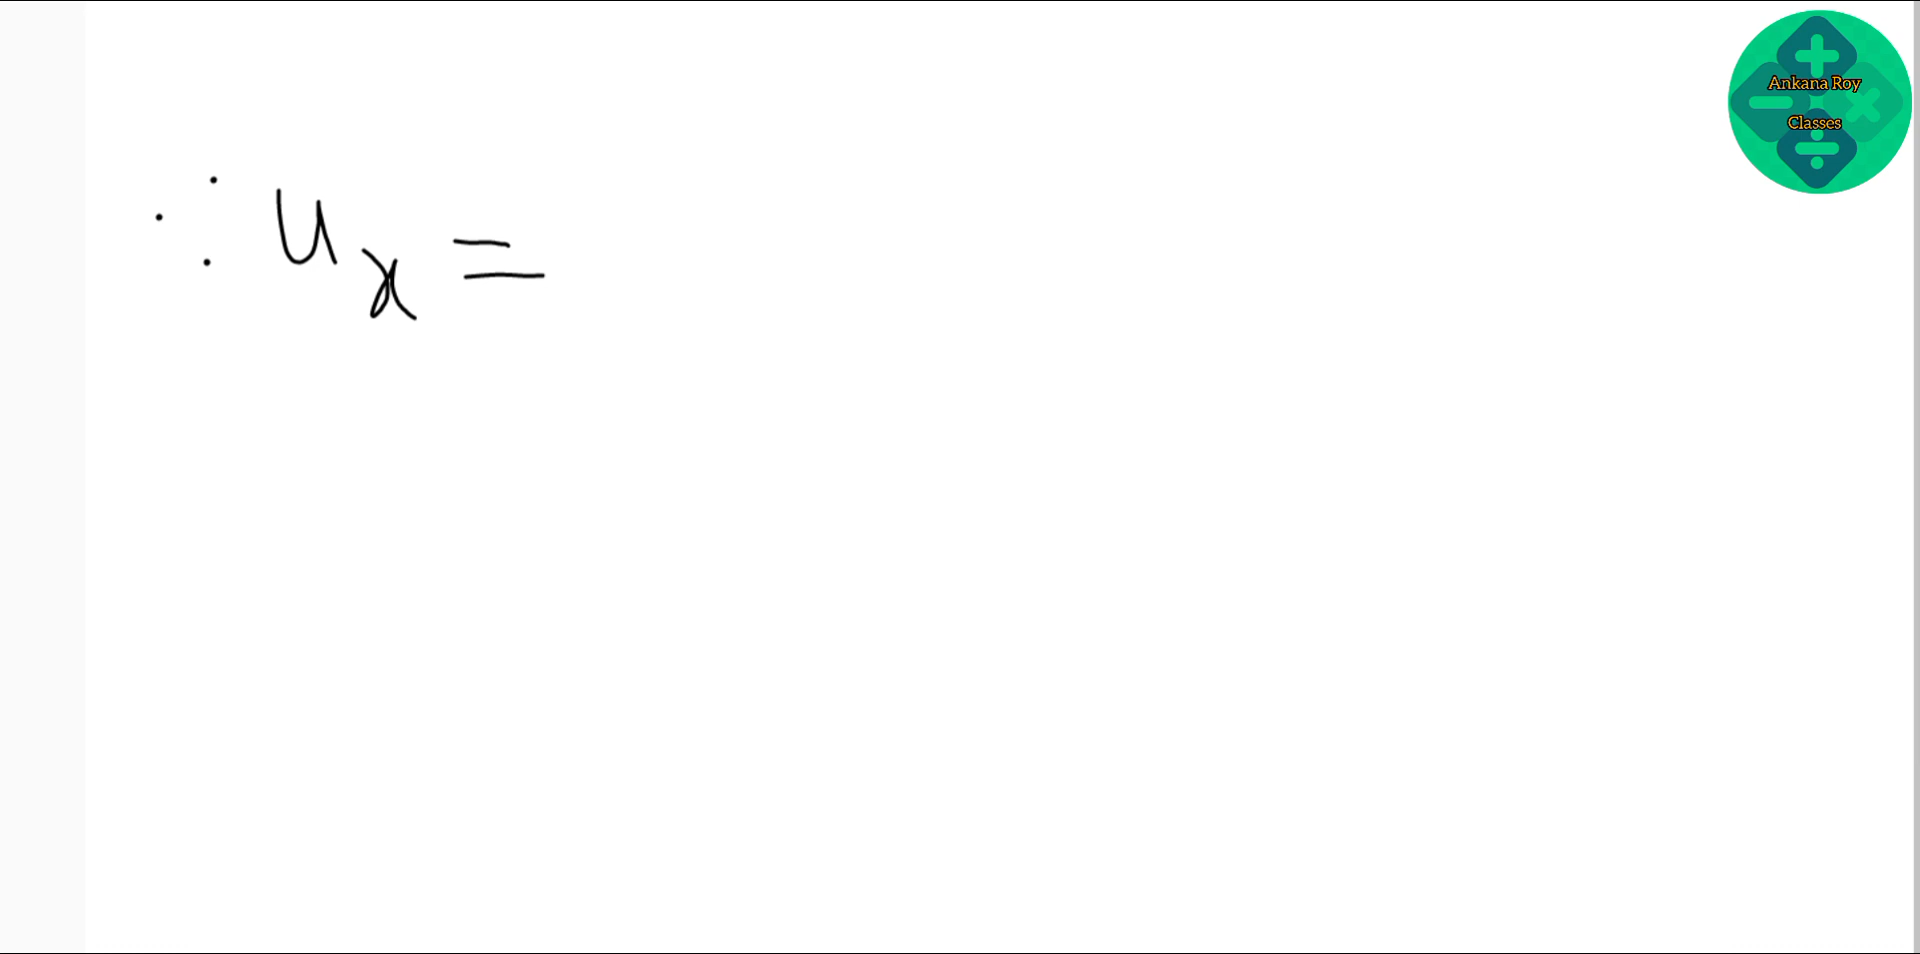 ∴ u_x =
Ankana Roy
Classes